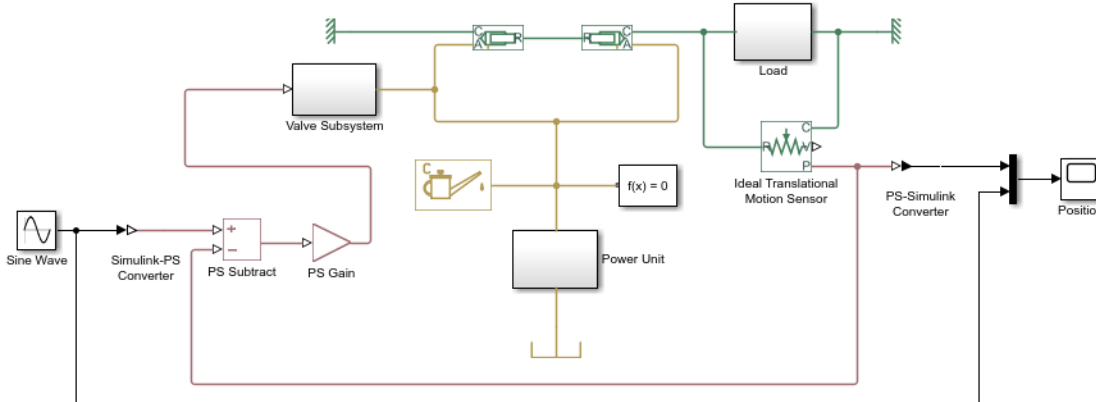 C
A
R
R
C
A
Load
Valve Subsystem
C
R
V
P
Ideal Translational
Motion Sensor
C
f(x) = 0
PS-Simulink
Converter
Position
Sine Wave
Simulink-PS
Converter
+
−
PS Subtract
PS Gain
Power Unit